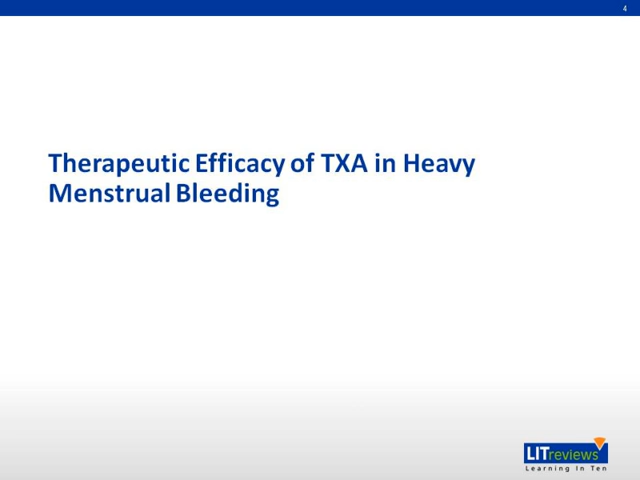 4
Therapeutic Efficacy of TXA in Heavy
Menstrual Bleeding
LITreviews
Learning In Ten